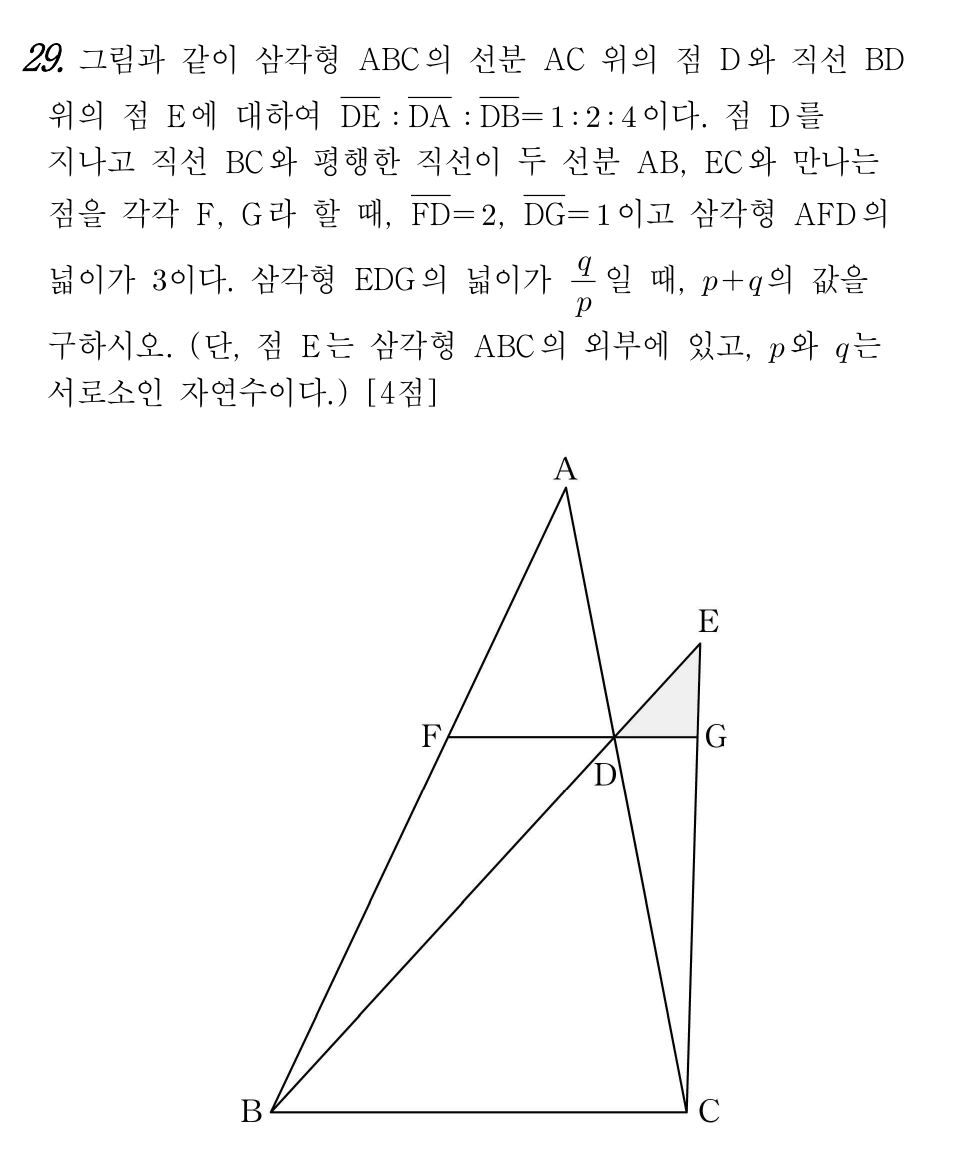 29. 그림과 같이 삼각형 ABC의 선분 AC 위의 점 D와 직선 BD
위의 점 E에 대하여 \overline{DE} : \overline{DA} : \overline{DB} = 1 : 2 : 4이다. 점 D를
지나고 직선 BC와 평행한 직선이 두 선분 AB, EC와 만나는
점을 각각 F, G라 할 때, \overline{FD} = 2, \overline{DG} = 1이고 삼각형 AFD의
넓이가 3이다. 삼각형 EDG의 넓이가 \frac{q}{p}일 때, p+q의 값을
구하시오. (단, 점 E는 삼각형 ABC의 외부에 있고, p와 q는
서로소인 자연수이다.) [4점]
A
E
F
G
D
B
C